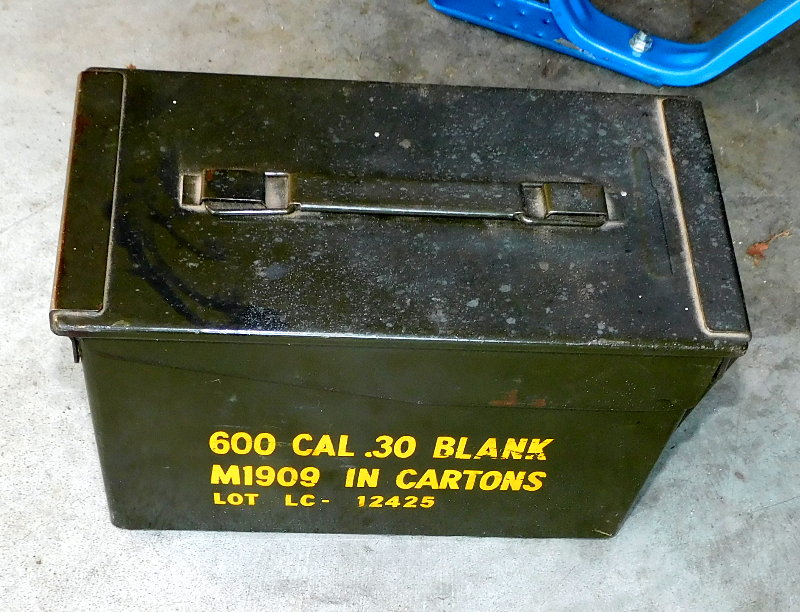 600 CAL .30 BLANK
M1909 IN CARTONS
LOT LC- 12425